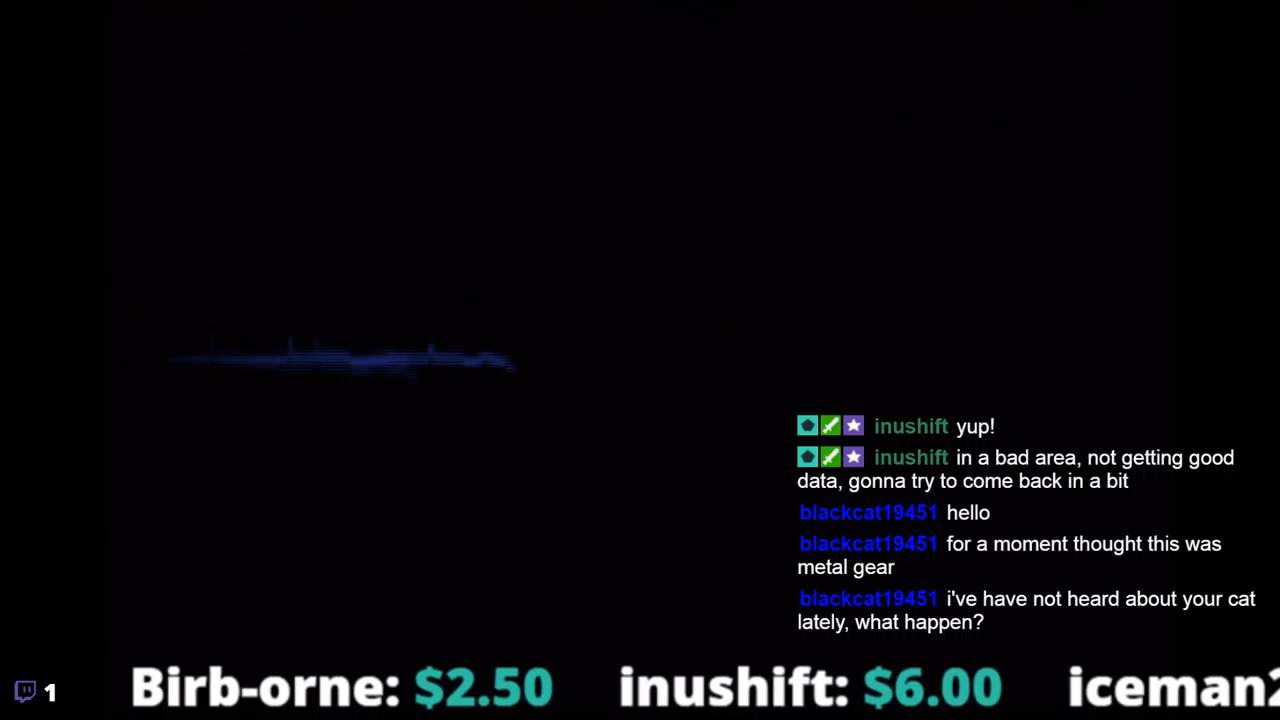 inushift yup!
inushift in a bad area, not getting good
data, gonna try to come back in a bit
blackcat19451 hello
blackcat19451 for a moment thought this was
metal gear
blackcat19451 i've have not heard about your cat
lately, what happen?
1 Birb-orne: $2.50 inushift: $6.00 iceman2